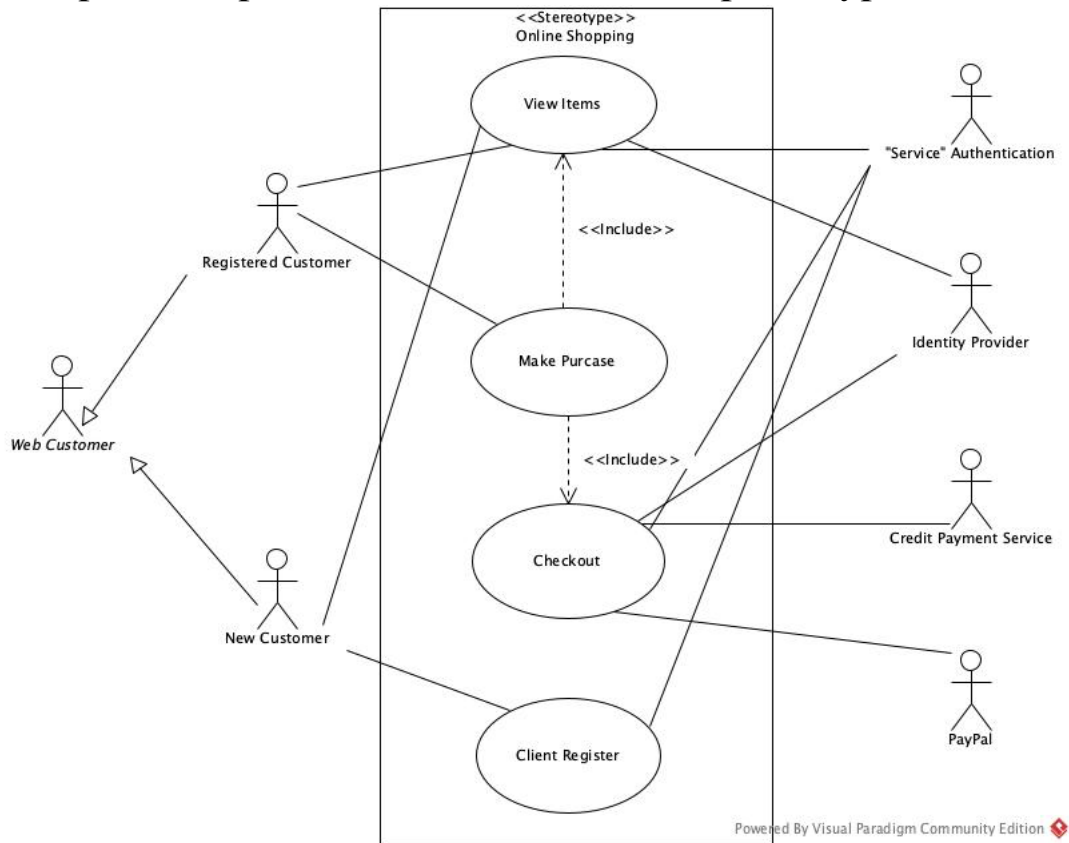 <<Stereotype>>
Online Shopping
View Items
"Service" Authentication
<<Include>>
Registered Customer
Identity Provider
Make Purcase
Web Customer
<<Include>>
Credit Payment Service
Checkout
New Customer
PayPal
Client Register
Powered By Visual Paradigm Community Edition